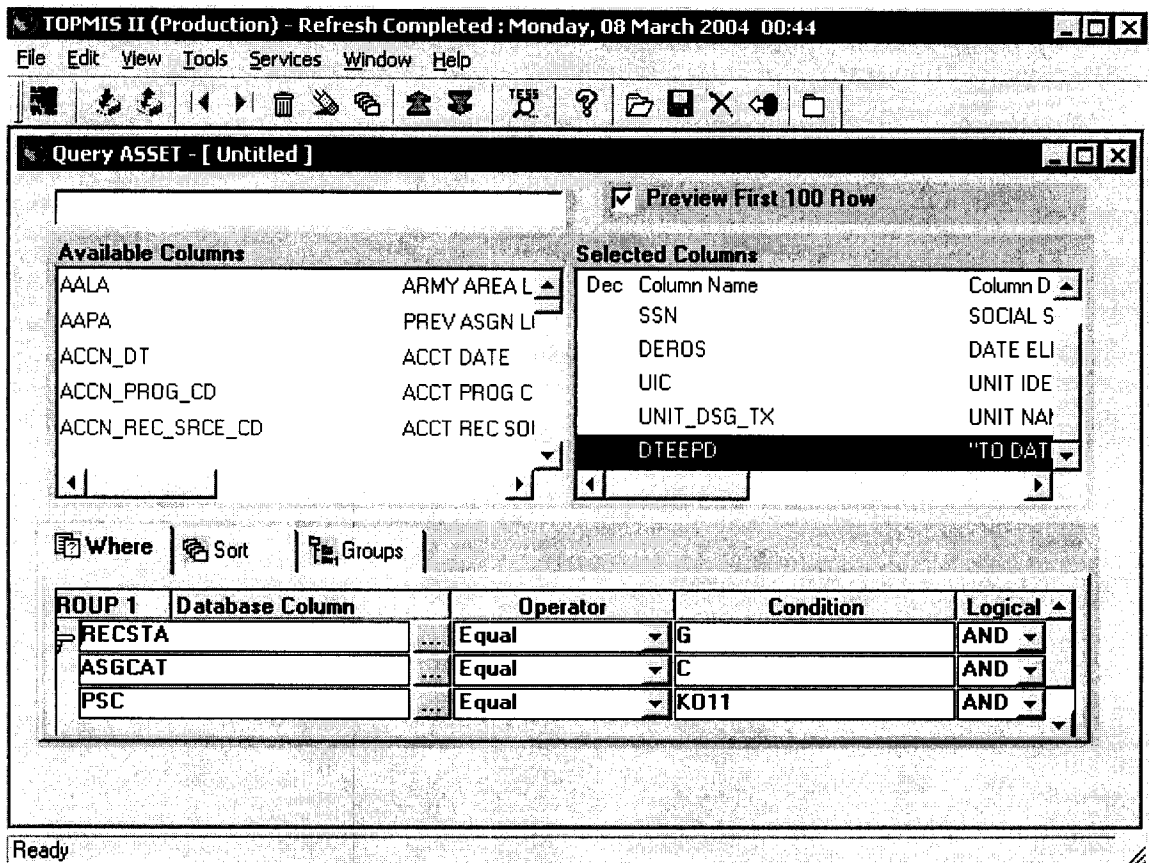 TOPMIS II (Production) - Refresh Completed : Monday, 08 March 2004 00:44
File Edit View Tools Services Window Help
TESS
Query ASSET - [ Untitled ]
Preview First 100 Row
Available Columns
AALA ARMY AREA L
AAPA PREV ASGN LI
ACCN_DT ACCT DATE
ACCN_PROG_CD ACCT PROG C
ACCN_REC_SRCE_CD ACCT REC SOI
Selected Columns
Dec Column Name Column D
SSN SOCIAL S
DEROS DATE ELI
UIC UNIT IDE
UNIT_DSG_TX UNIT NAM
DTEEPD "TO DAT
Where Sort Groups
ROUP 1 Database Column Operator Condition Logical
RECSTA ... Equal G AND
ASGCAT ... Equal C AND
PSC ... Equal KO11 AND
Ready